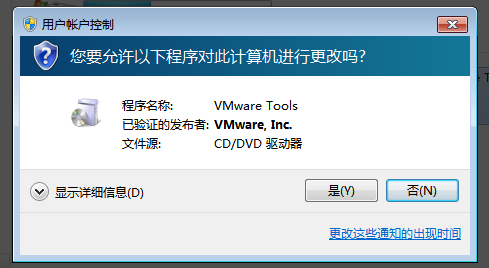 用户帐户控制
您要允许以下程序对此计算机进行更改吗?
程序名称: VMware Tools
已验证的发布者: VMware, Inc.
文件源: CD/DVD 驱动器
显示详细信息(D)
是(Y)
否(N)
更改这些通知的出现时间